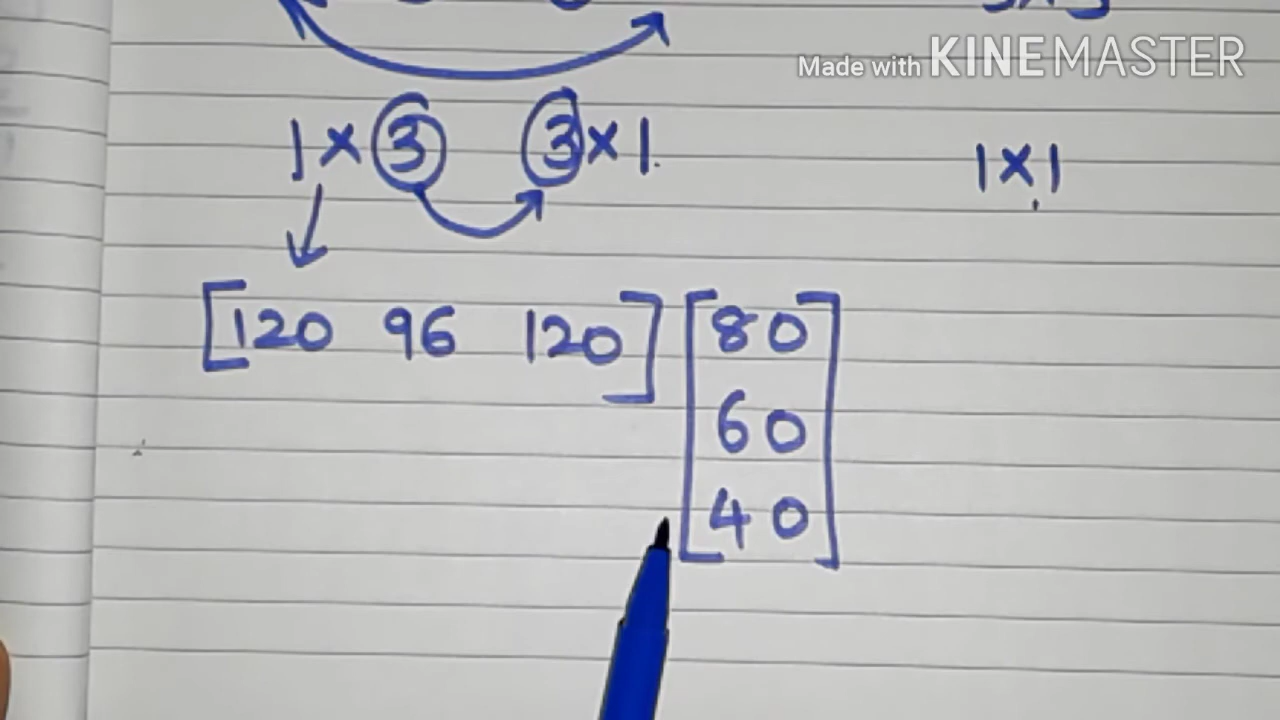 Made with KINEMASTER
1 × 3 3 × 1. 1 × 1
[120 96 120] [80
60
40]